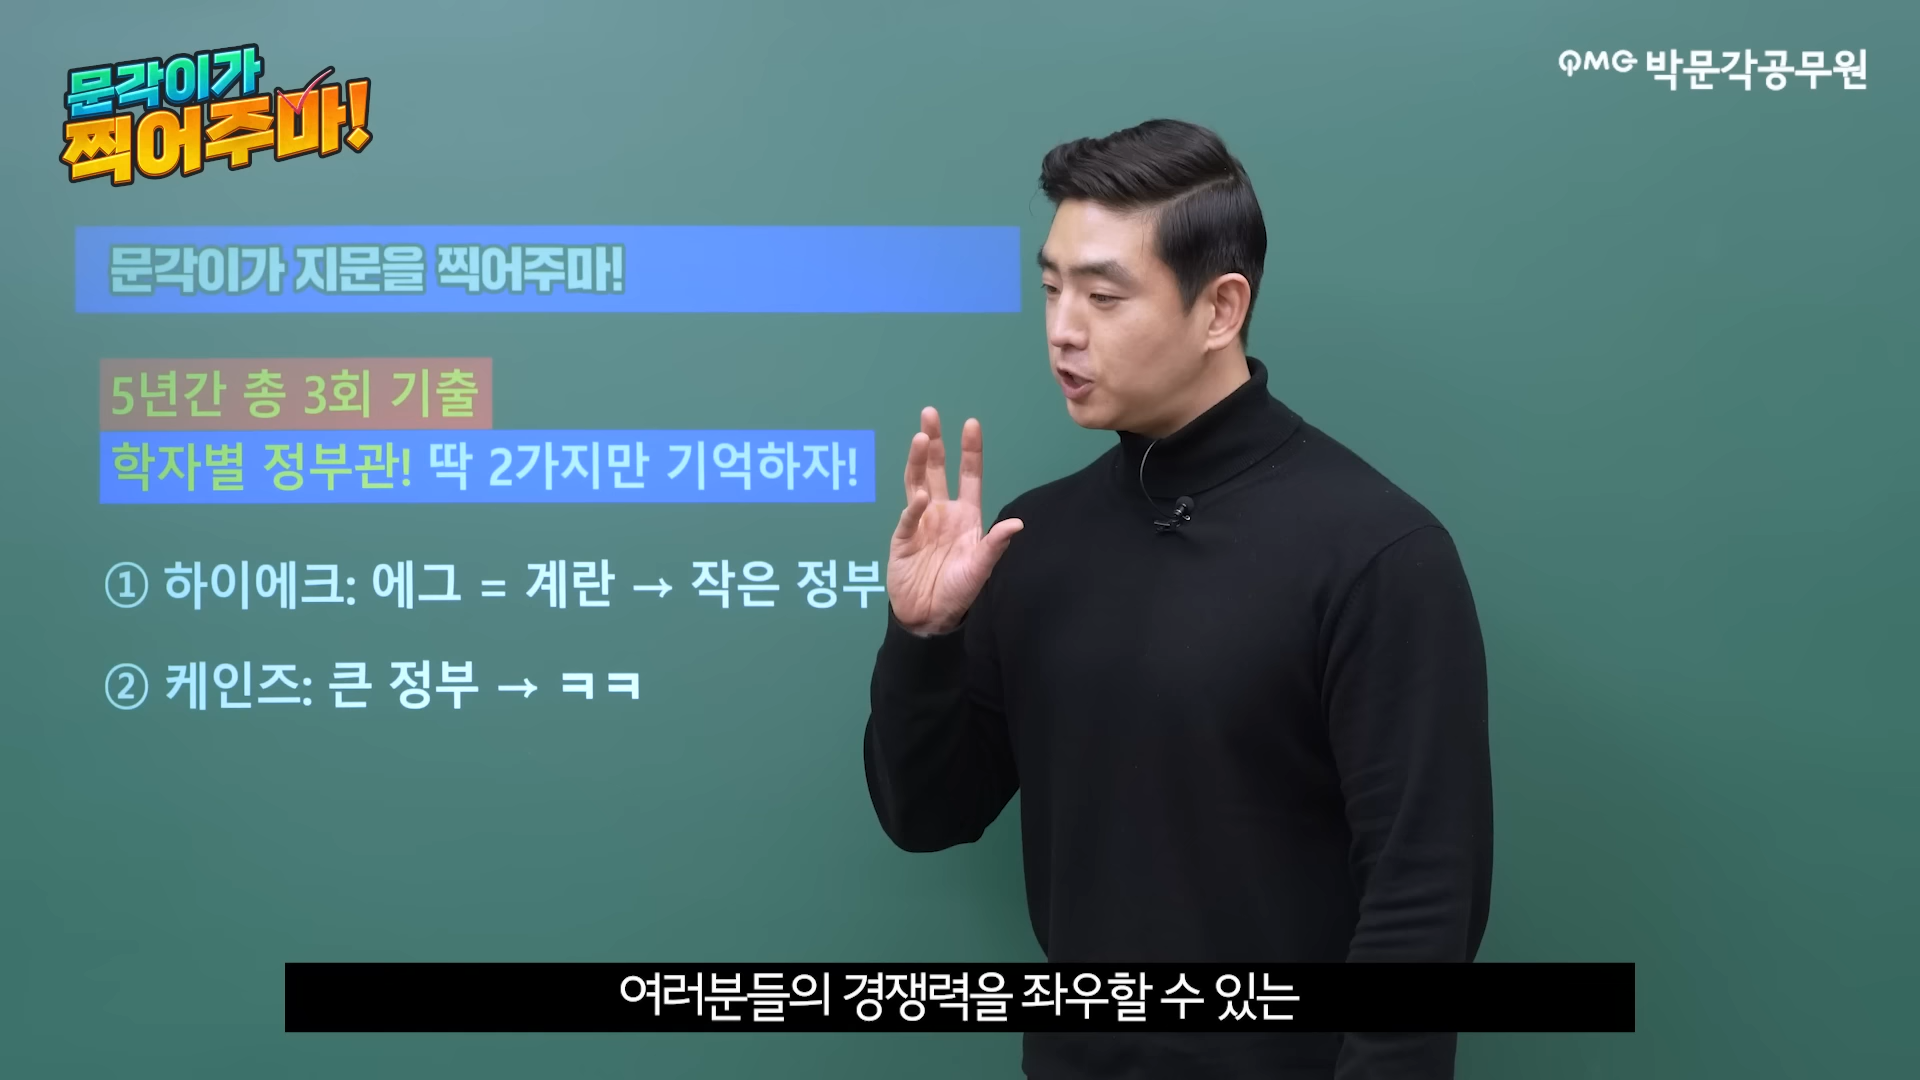 문각이가
찍어주마!
PMG 박문각공무원
문각이가 지문을 찍어주마!
5년간 총 3회 기출
학자별 정부관! 딱 2가지만 기억하자!
① 하이에크: 에그 = 계란 → 작은 정부
② 케인즈: 큰 정부 → ㅋㅋ
여러분들의 경쟁력을 좌우할 수 있는